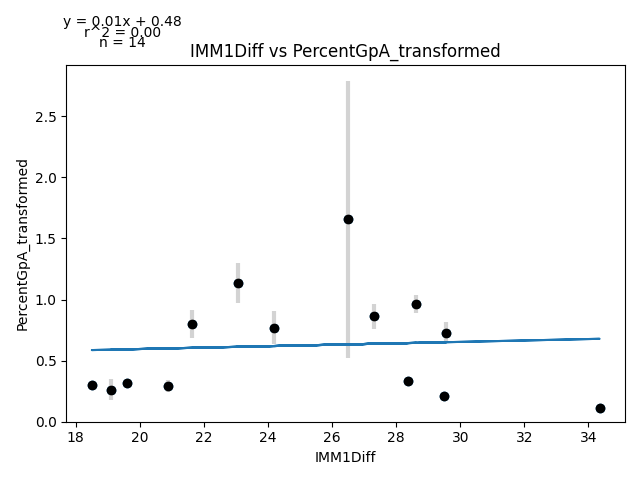 y = 0.01x + 0.48
r^2 = 0.00
n = 14
IMM1Diff vs PercentGpA_transformed
PercentGpA_transformed
2.5
2.0
1.5
1.0
0.5
0.0
18 20 22 24 26 28 30 32 34
IMM1Diff